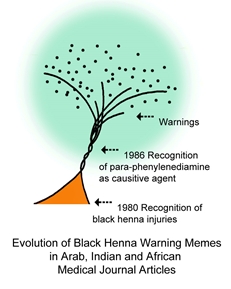 Warnings
1986 Recognition
of para-phenylenediamine
as causitive agent
1980 Recognition of
black henna injuries
Evolution of Black Henna Warning Memes
in Arab, Indian and African
Medical Journal Articles